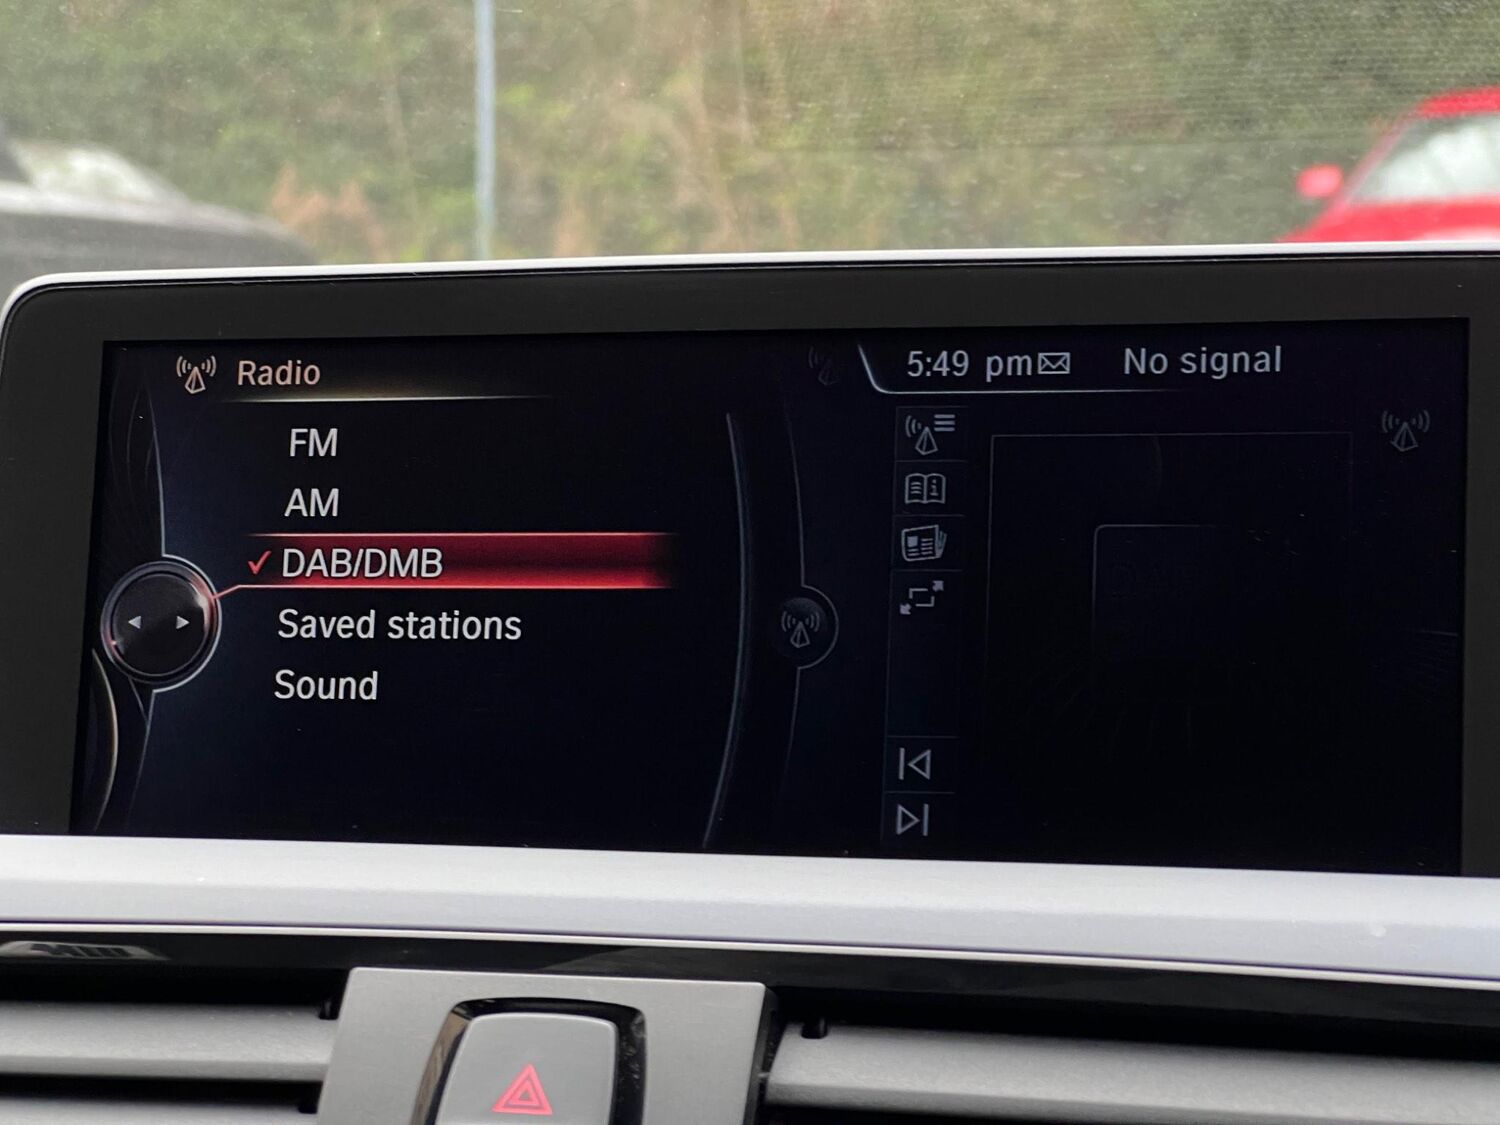 Radio
5:49 pm No signal
FM
AM
DAB/DMB
Saved stations
Sound